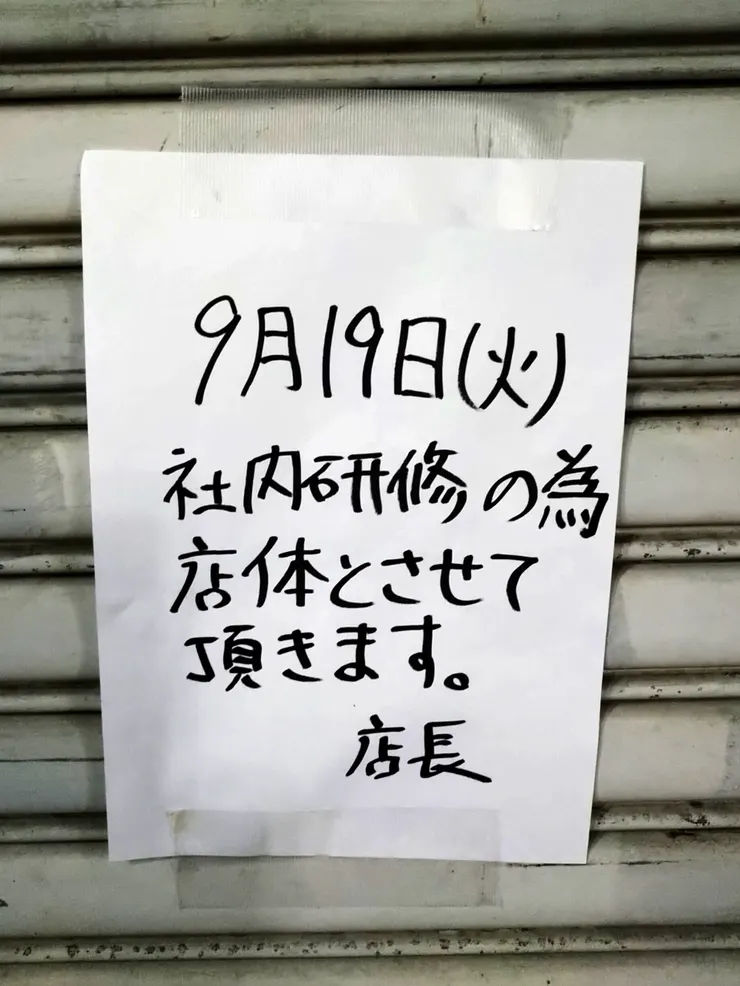 9月19日(火)
社内研修の為
店体とさせて
頂きます。
店長